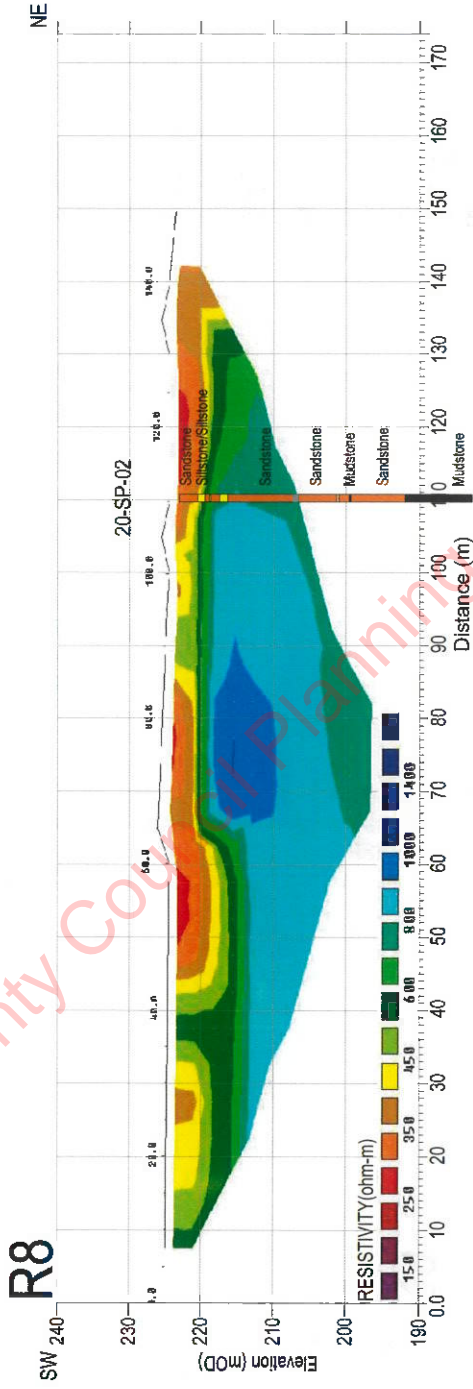 R8
SW
NE
240
230
220
210
200
190
Elevation (mOD)
20.0
40.0
60.0
80.0
100.0
120.0
140.0
20-SP-02
Sandstone
Siltstone/Siltstone
Sandstone
Sandstone
Mudstone
Sandstone
Mudstone
RESISTIVITY(ohm-m)
150 250 350 450 600 800 1000 1400
0.0 10 20 30 40 50 60 70 80 90 100 120 130 140 150 160 170
Distance (m)
nty Council Planning